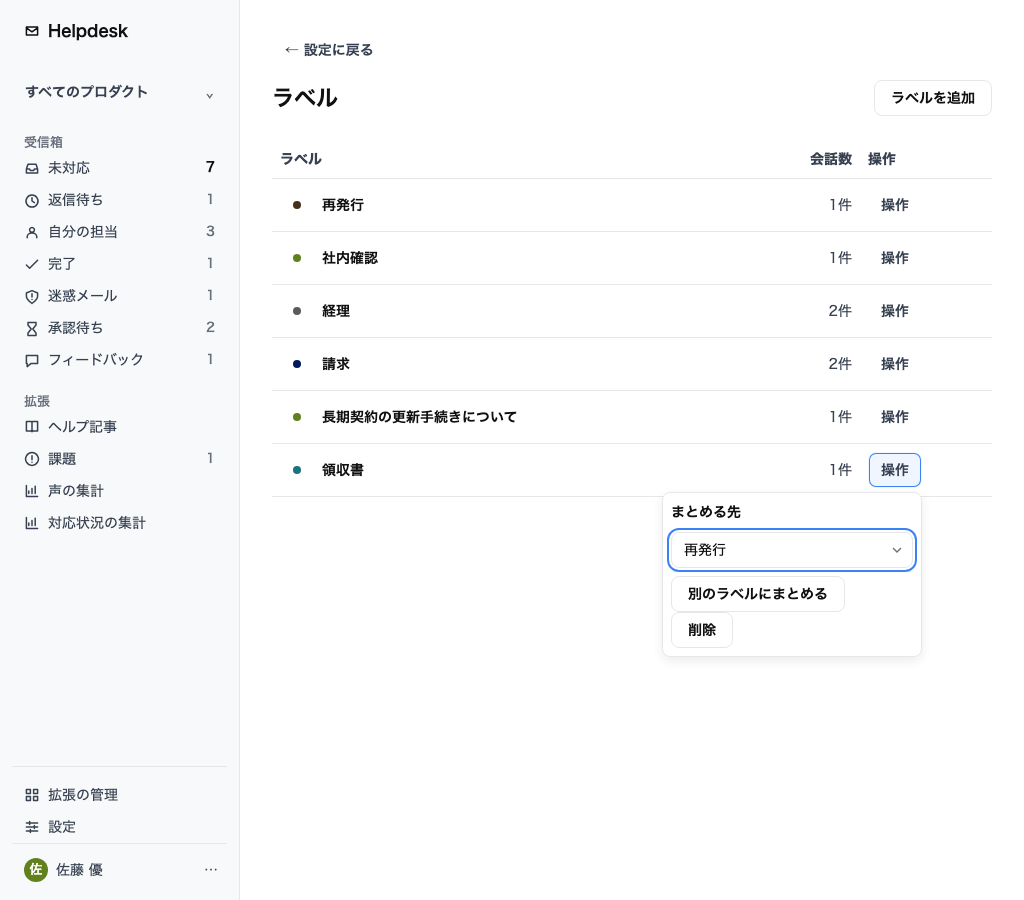 Helpdesk
すべてのプロダクト
受信箱
未対応 7
返信待ち 1
自分の担当 3
完了 1
迷惑メール 1
承認待ち 2
フィードバック 1
拡張
ヘルプ記事
課題 1
声の集計
対応状況の集計
拡張の管理
設定
佐 佐藤 優 …
← 設定に戻る
ラベル
ラベルを追加
ラベル 会話数 操作
再発行 1件 操作
社内確認 1件 操作
経理 2件 操作
請求 2件 操作
長期契約の更新手続きについて 1件 操作
領収書 1件 操作
まとめる先
再発行
別のラベルにまとめる
削除